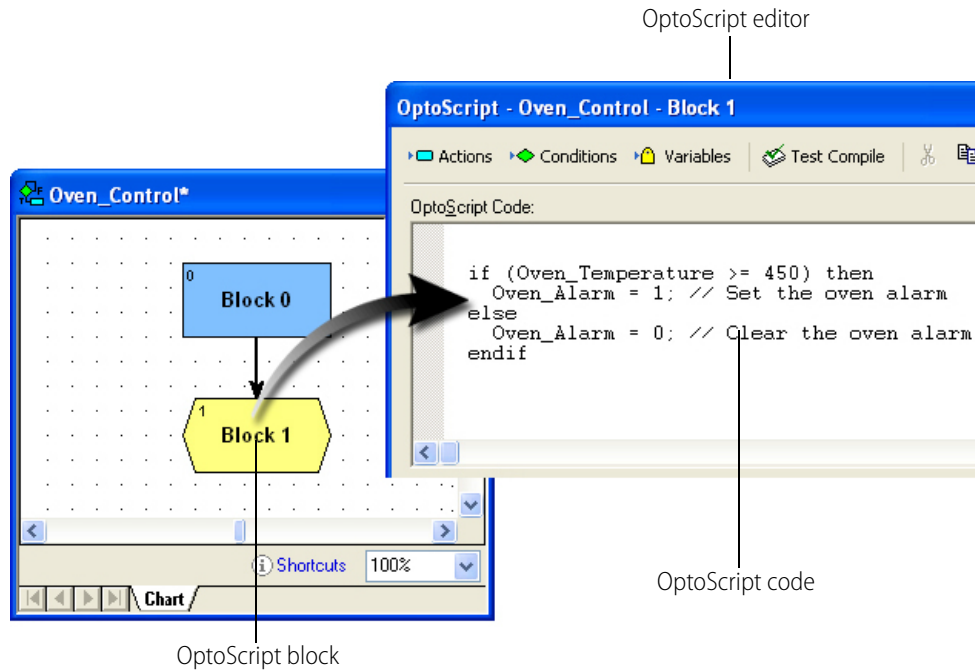 OptoScript editor
OptoScript - Oven_Control - Block 1
Actions Conditions Variables Test Compile
OptoScript Code:
if (Oven_Temperature >= 450) then
Oven_Alarm = 1; // Set the oven alarm
else
Oven_Alarm = 0; // Clear the oven alarm
endif
Oven_Control*
0
Block 0
1
Block 1
Shortcuts 100%
Chart
OptoScript code
OptoScript block